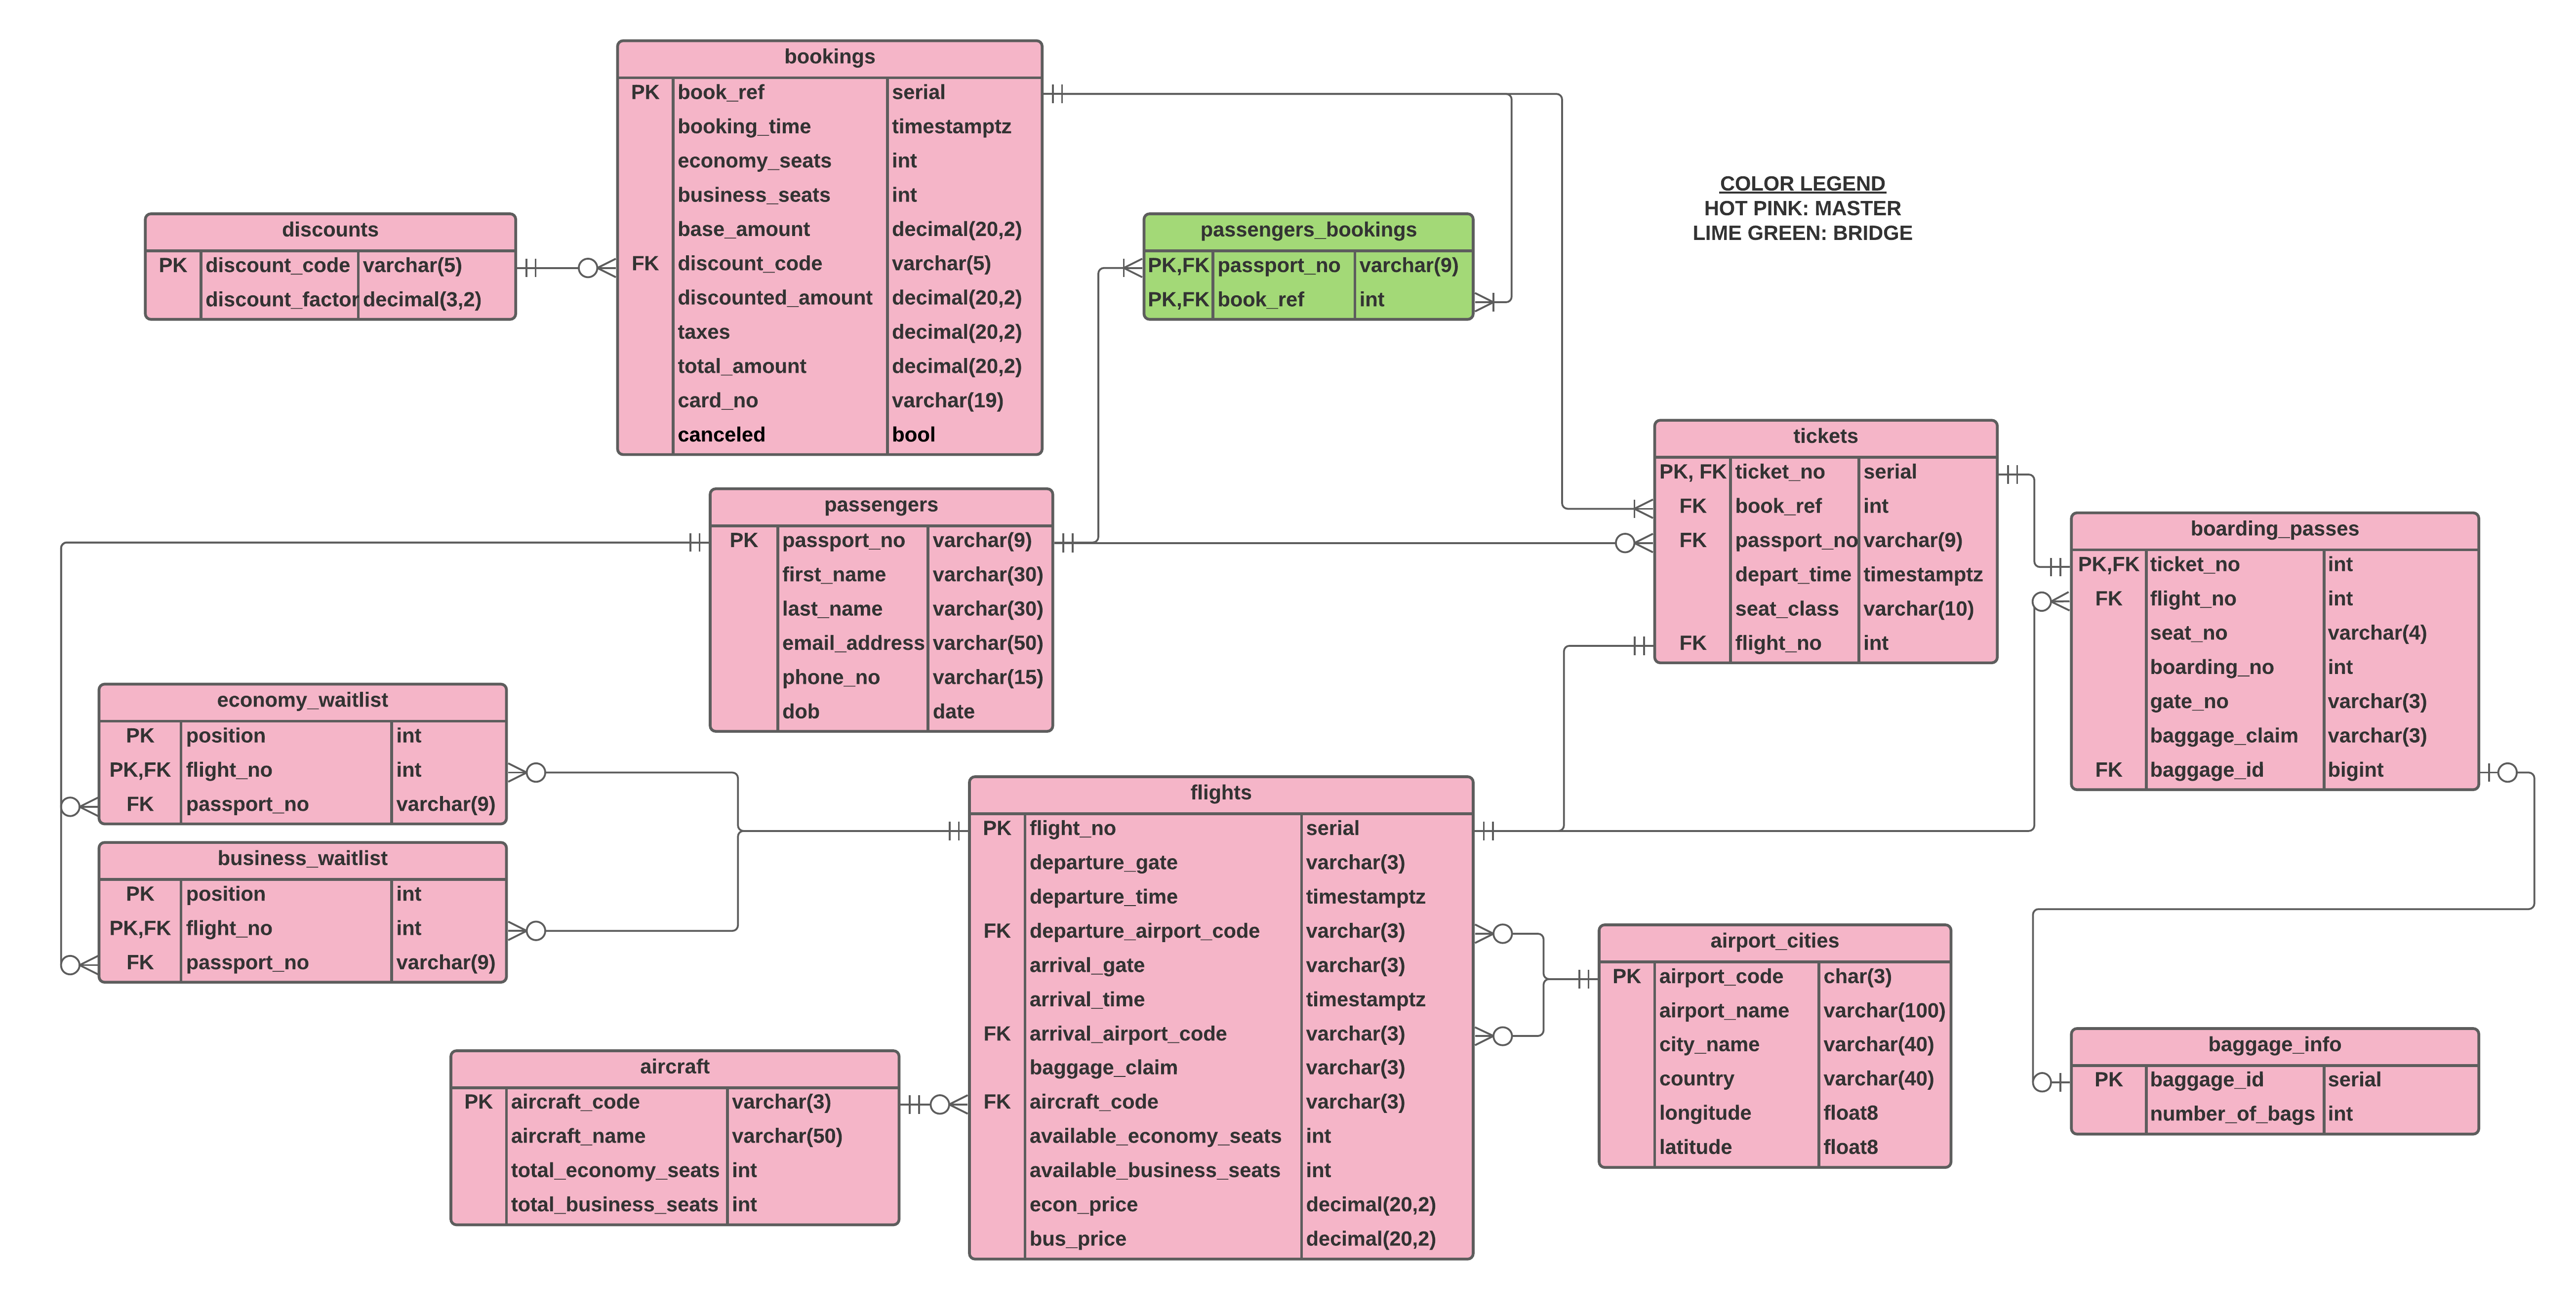 bookings
PK book_ref serial
booking_time timestamptz
economy_seats int
business_seats int
base_amount decimal(20,2)
FK discount_code varchar(5)
discounted_amount decimal(20,2)
taxes decimal(20,2)
total_amount decimal(20,2)
card_no varchar(19)
canceled bool
discounts
PK discount_code varchar(5)
discount_factor decimal(3,2)
passengers_bookings
PK,FK passport_no varchar(9)
PK,FK book_ref int
COLOR LEGEND
HOT PINK: MASTER
LIME GREEN: BRIDGE
tickets
PK, FK ticket_no serial
FK book_ref int
FK passport_no varchar(9)
depart_time timestamptz
seat_class varchar(10)
FK flight_no int
passengers
PK passport_no varchar(9)
first_name varchar(30)
last_name varchar(30)
email_address varchar(50)
phone_no varchar(15)
dob date
boarding_passes
PK,FK ticket_no int
FK flight_no int
seat_no varchar(4)
boarding_no int
gate_no varchar(3)
baggage_claim varchar(3)
FK baggage_id bigint
economy_waitlist
PK position int
PK,FK flight_no int
FK passport_no varchar(9)
business_waitlist
PK position int
PK,FK flight_no int
FK passport_no varchar(9)
flights
PK flight_no serial
departure_gate varchar(3)
departure_time timestamptz
FK departure_airport_code varchar(3)
arrival_gate varchar(3)
arrival_time timestamptz
FK arrival_airport_code varchar(3)
baggage_claim varchar(3)
FK aircraft_code varchar(3)
available_economy_seats int
available_business_seats int
econ_price decimal(20,2)
bus_price decimal(20,2)
airport_cities
PK airport_code char(3)
airport_name varchar(100)
city_name varchar(40)
country varchar(40)
longitude float8
latitude float8
aircraft
PK aircraft_code varchar(3)
aircraft_name varchar(50)
total_economy_seats int
total_business_seats int
baggage_info
PK baggage_id serial
number_of_bags int